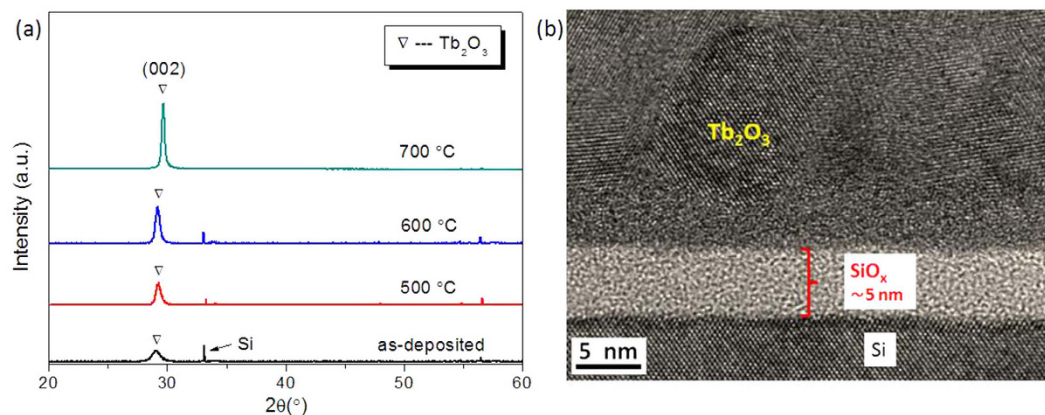 (a)
▽ --- Tb₂O₃
(002)
▽
700 °C
▽
600 °C
▽
500 °C
▽
Si
as-deposited
Intensity (a.u.)
20 30 40 50 60
2θ(°)
(b)
Tb₂O₃
SiOₓ
~5 nm
Si
5 nm